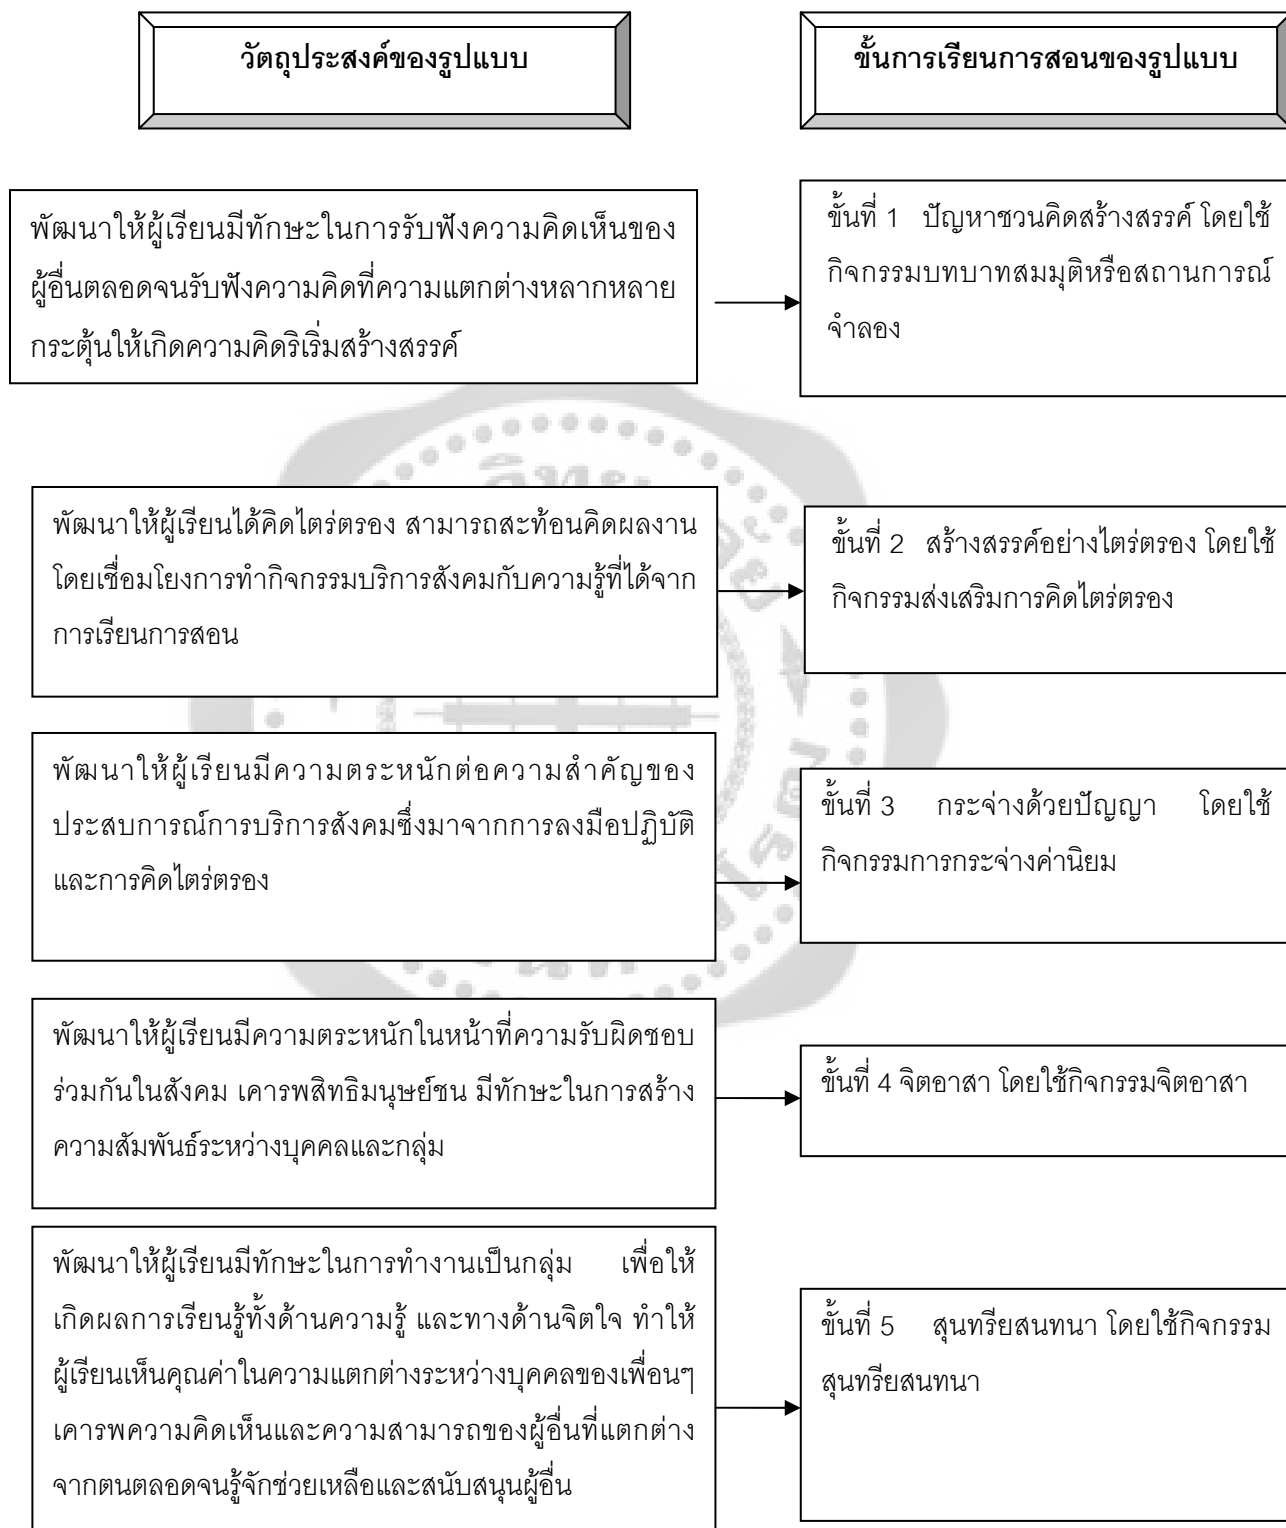 วัตถุประสงค์ของรูปแบบ
ขั้นการเรียนการสอนของรูปแบบ
พัฒนาให้ผู้เรียนมีทักษะในการรับฟังความคิดเห็นของ
ผู้อื่นตลอดจนรับฟังความคิดที่ความแตกต่างหลากหลาย
กระตุ้นให้เกิดความคิดริเริ่มสร้างสรรค์
ขั้นที่ 1 ปัญหาชวนคิดสร้างสรรค์ โดยใช้
กิจกรรมบทบาทสมมุติหรือสถานการณ์
จำลอง
พัฒนาให้ผู้เรียนได้คิดไตร่ตรอง สามารถสะท้อนคิดผลงาน
โดยเชื่อมโยงการทำกิจกรรมบริการสังคมกับความรู้ที่ได้จาก
การเรียนการสอน
ขั้นที่ 2 สร้างสรรค์อย่างไตร่ตรอง โดยใช้
กิจกรรมส่งเสริมการคิดไตร่ตรอง
พัฒนาให้ผู้เรียนมีความตระหนักต่อความสำคัญของ
ประสบการณ์การบริการสังคมซึ่งมาจากการลงมือปฏิบัติ
และการคิดไตร่ตรอง
ขั้นที่ 3 กระจ่างด้วยปัญญา โดยใช้
กิจกรรมการกระจ่างค่านิยม
พัฒนาให้ผู้เรียนมีความตระหนักในหน้าที่ความรับผิดชอบ
ร่วมกันในสังคม เคารพสิทธิมนุษย์ชน มีทักษะในการสร้าง
ความสัมพันธ์ระหว่างบุคคลและกลุ่ม
ขั้นที่ 4 จิตอาสา โดยใช้กิจกรรมจิตอาสา
พัฒนาให้ผู้เรียนมีทักษะในการทำงานเป็นกลุ่ม เพื่อให้
เกิดผลการเรียนรู้ทั้งด้านความรู้ และทางด้านจิตใจ ทำให้
ผู้เรียนเห็นคุณค่าในความแตกต่างระหว่างบุคคลของเพื่อนๆ
เคารพความคิดเห็นและความสามารถของผู้อื่นที่แตกต่าง
จากตนตลอดจนรู้จักช่วยเหลือและสนับสนุนผู้อื่น
ขั้นที่ 5 สุนทรียสนทนา โดยใช้กิจกรรม
สุนทรียสนทนา